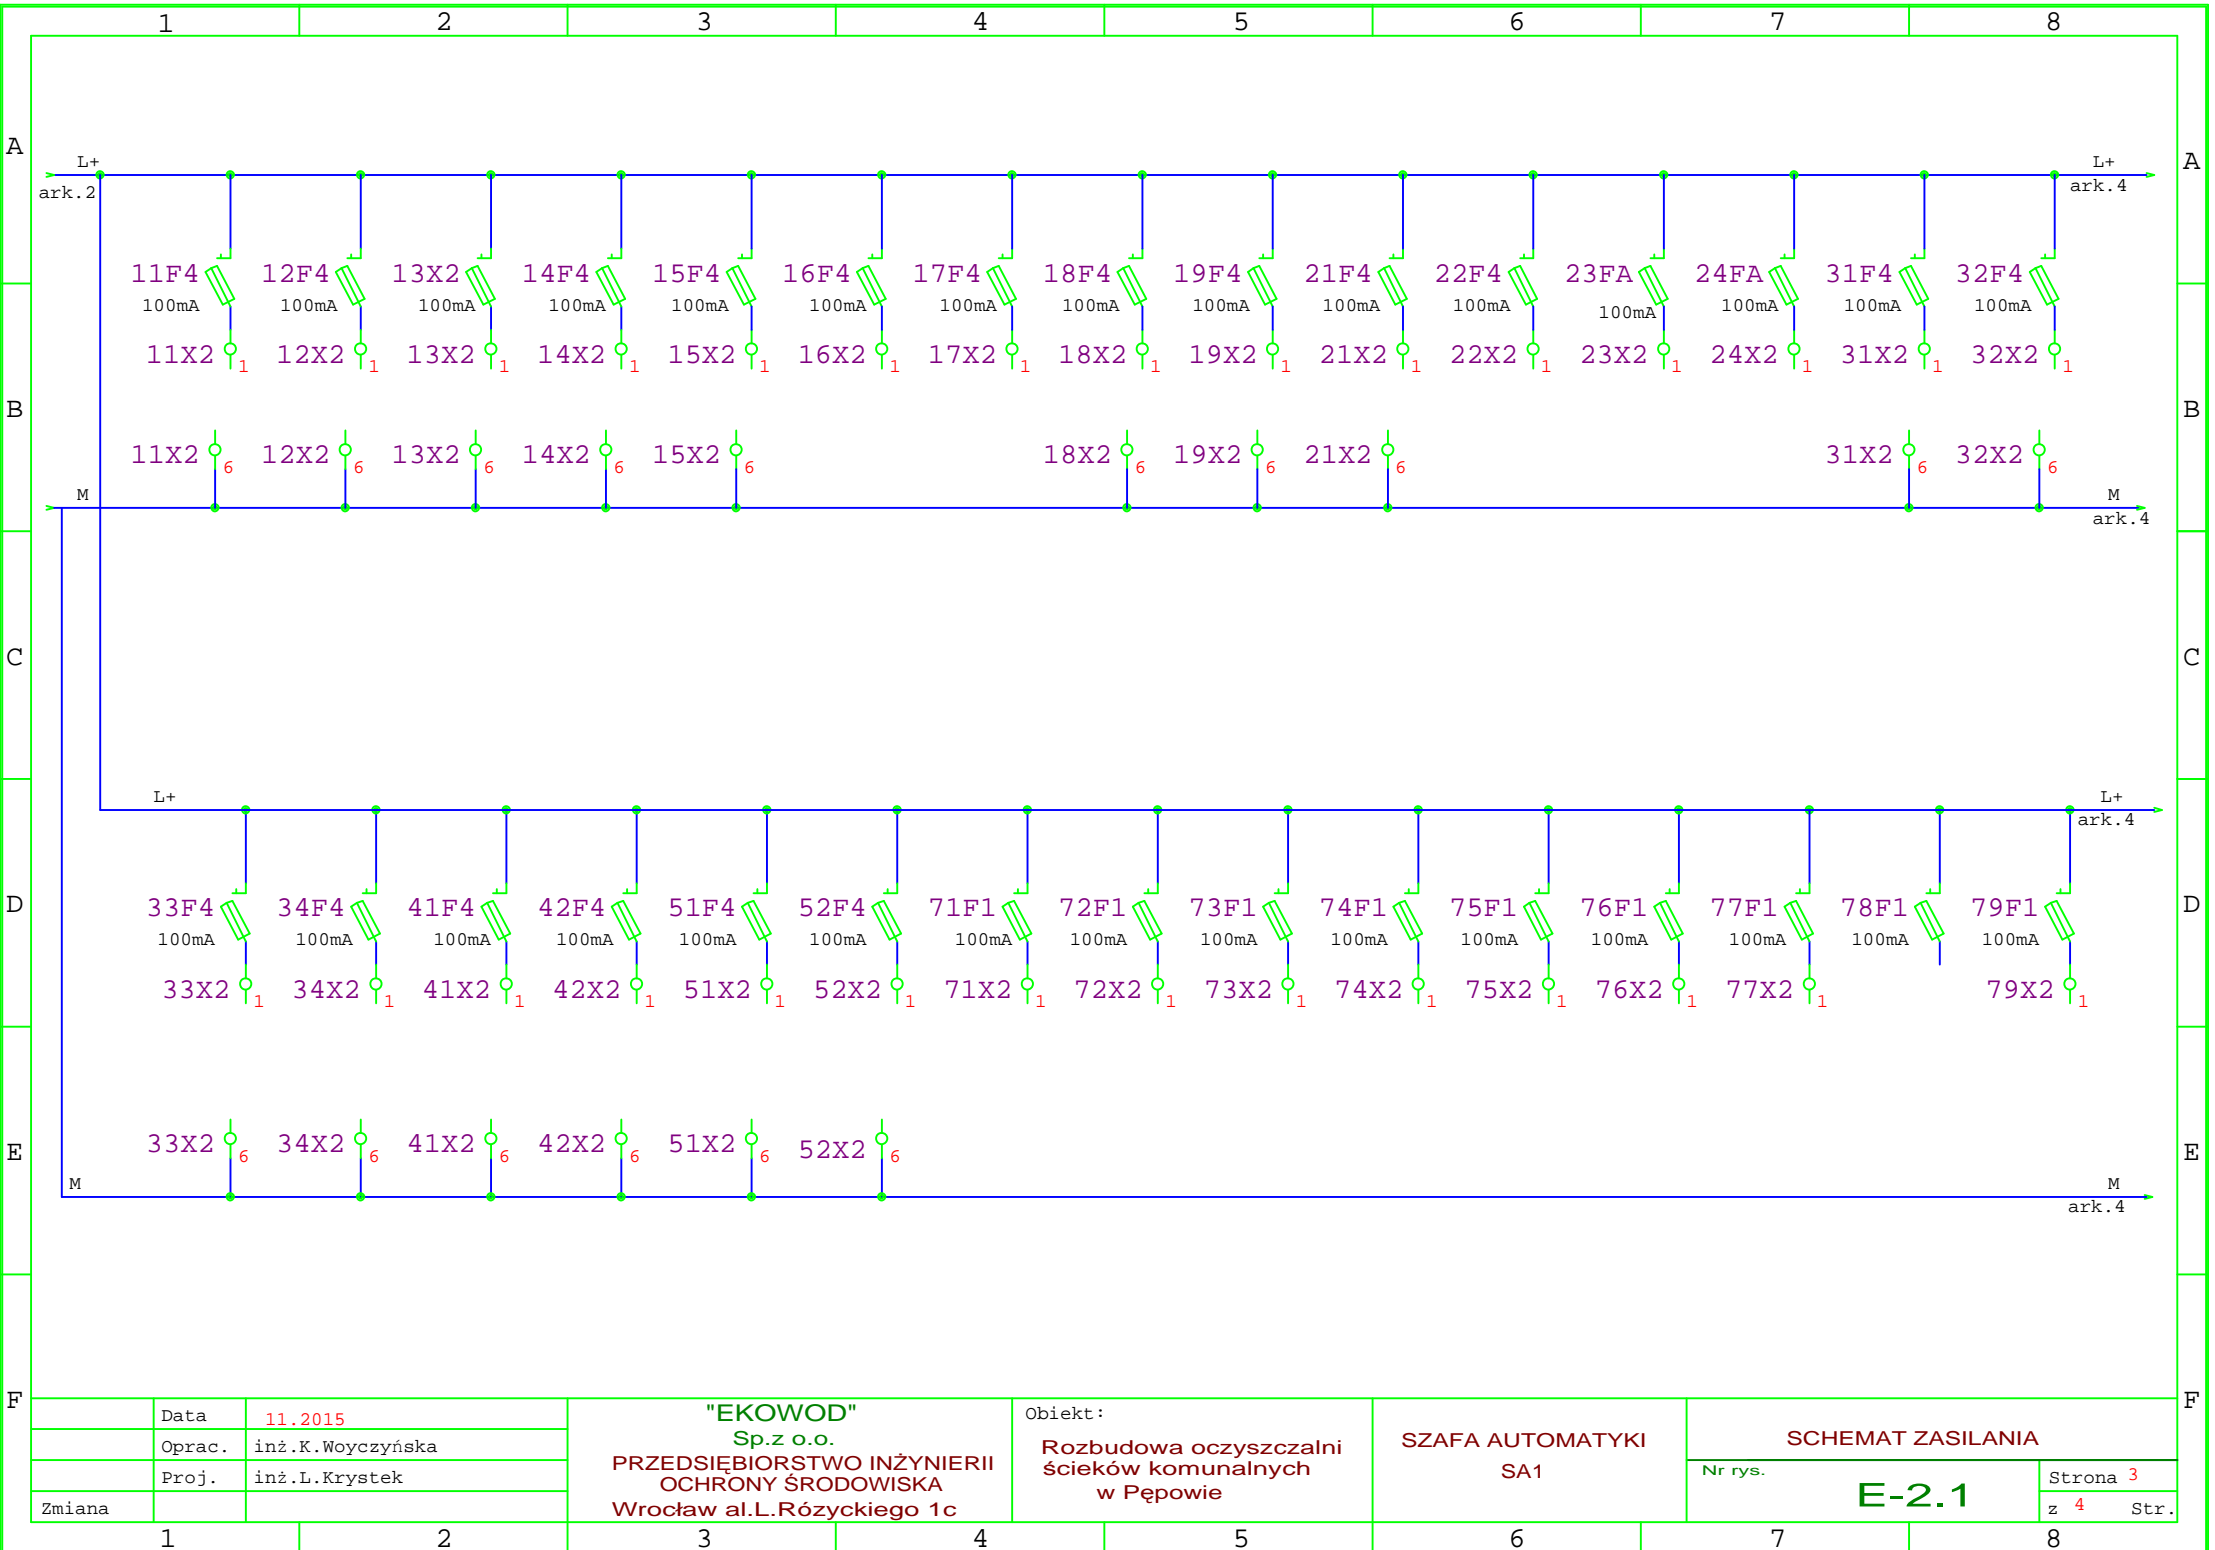 1 2 3 4 5 6 7 8
A A
L+ L+
ark.2 ark.4
11F4 12F4 13X2 14F4 15F4 16F4 17F4 18F4 19F4 21F4 22F4 23FA 24FA 31F4 32F4
100mA 100mA 100mA 100mA 100mA 100mA 100mA 100mA 100mA 100mA 100mA 100mA 100mA 100mA 100mA
11X2 1 12X2 1 13X2 1 14X2 1 15X2 1 16X2 1 17X2 1 18X2 1 19X2 1 21X2 1 22X2 1 23X2 1 24X2 1 31X2 1 32X2 1
B B
11X2 6 12X2 6 13X2 6 14X2 6 15X2 6 18X2 6 19X2 6 21X2 6 31X2 6 32X2 6
M M
ark.4
C C
L+ L+
ark.4
D D
33F4 34F4 41F4 42F4 51F4 52F4 71F1 72F1 73F1 74F1 75F1 76F1 77F1 78F1 79F1
100mA 100mA 100mA 100mA 100mA 100mA 100mA 100mA 100mA 100mA 100mA 100mA 100mA 100mA 100mA
33X2 1 34X2 1 41X2 1 42X2 1 51X2 1 52X2 1 71X2 1 72X2 1 73X2 1 74X2 1 75X2 1 76X2 1 77X2 1 79X2 1
E E
33X2 6 34X2 6 41X2 6 42X2 6 51X2 6 52X2 6
M M
ark.4
F F
Data 11.2015
Oprac. inż.K.Woyczyńska
Proj. inż.L.Krystek
Zmiana
"EKOWOD"
Sp.z o.o.
PRZEDSIĘBIORSTWO INŻYNIERII
OCHRONY ŚRODOWISKA
Wrocław al.L.Rózyckiego 1c
Obiekt:
Rozbudowa oczyszczalni
ścieków komunalnych
w Pępowie
SZAFA AUTOMATYKI
SA1
SCHEMAT ZASILANIA
Nr rys.
E-2.1
Strona 3
z 4 Str.
1 2 3 4 5 6 7 8